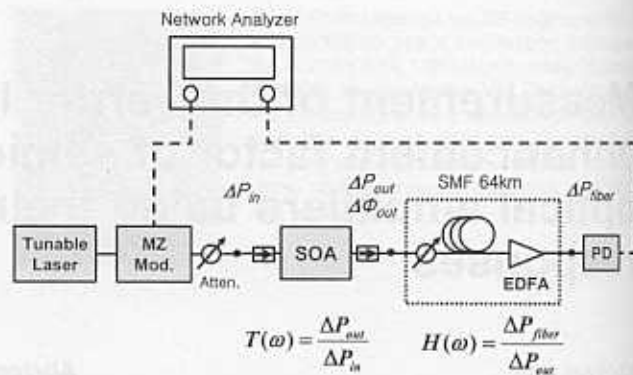 Network Analyzer
ΔP_in
ΔP_out
ΔΦ_out
SMF 64km
ΔP_fiber
Tunable
Laser
MZ
Mod.
Atten.
SOA
EDFA
PD
T(ω) = ΔP_out / ΔP_in
H(ω) = ΔP_fiber / ΔP_out